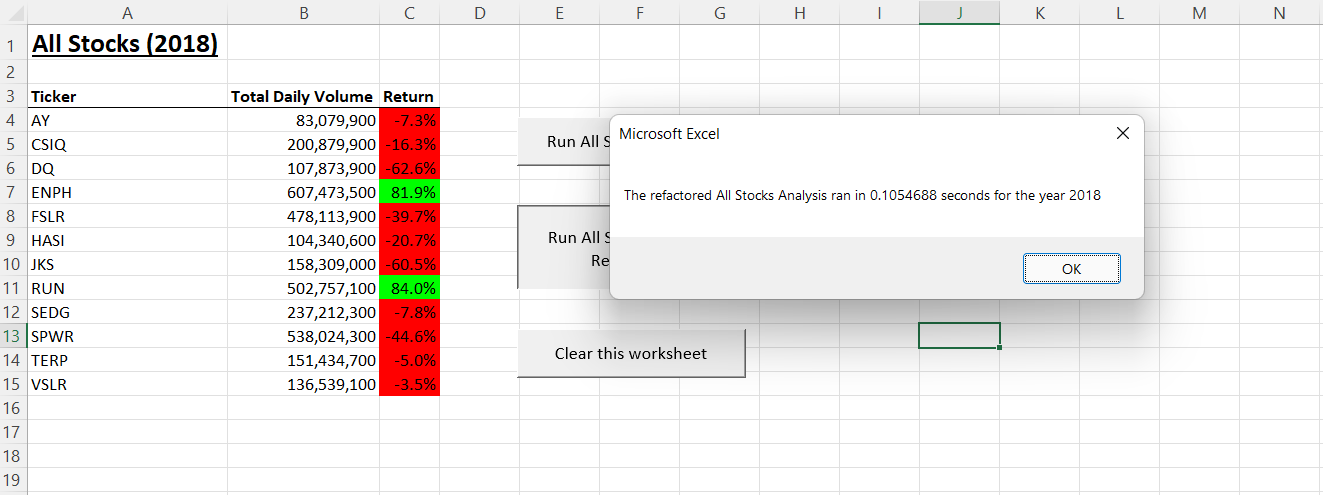 A B C D E F G H I J K L M N
1 All Stocks (2018)
2
3 Ticker Total Daily Volume Return
4 AY 83,079,900 -7.3%
5 CSIQ 200,879,900 -16.3%
6 DQ 107,873,900 -62.6%
7 ENPH 607,473,500 81.9%
8 FSLR 478,113,900 -39.7%
9 HASI 104,340,600 -20.7%
10 JKS 158,309,000 -60.5%
11 RUN 502,757,100 84.0%
12 SEDG 237,212,300 -7.8%
13 SPWR 538,024,300 -44.6%
14 TERP 151,434,700 -5.0%
15 VSLR 136,539,100 -3.5%
16
17
18
19
Run All S
Run All S
Re
Clear this worksheet
Microsoft Excel
The refactored All Stocks Analysis ran in 0.1054688 seconds for the year 2018
OK